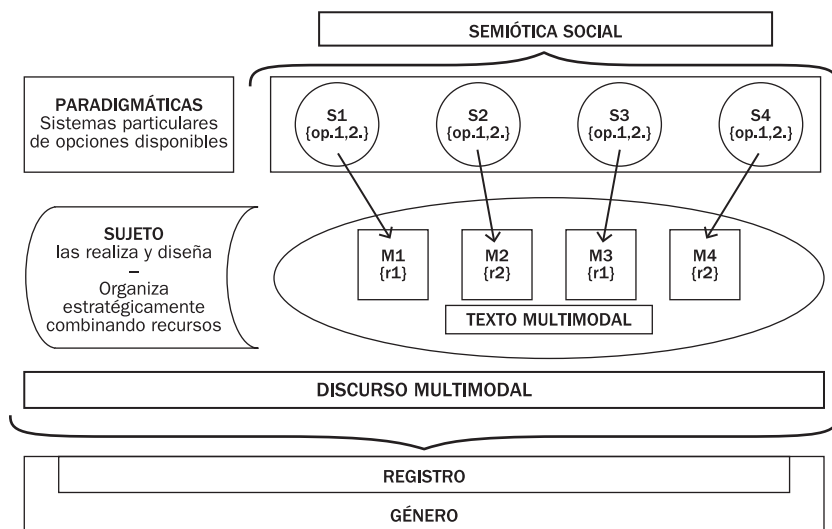 SEMIÓTICA SOCIAL
PARADIGMÁTICAS
Sistemas particulares
de opciones disponibles
S1
{op.1,2.}
S2
{op.1,2.}
S3
{op.1,2.}
S4
{op.1,2.}
SUJETO
las realiza y diseña
–
Organiza
estratégicamente
combinando recursos
M1
{r1}
M2
{r2}
M3
{r1}
M4
{r2}
TEXTO MULTIMODAL
DISCURSO MULTIMODAL
REGISTRO
GÉNERO